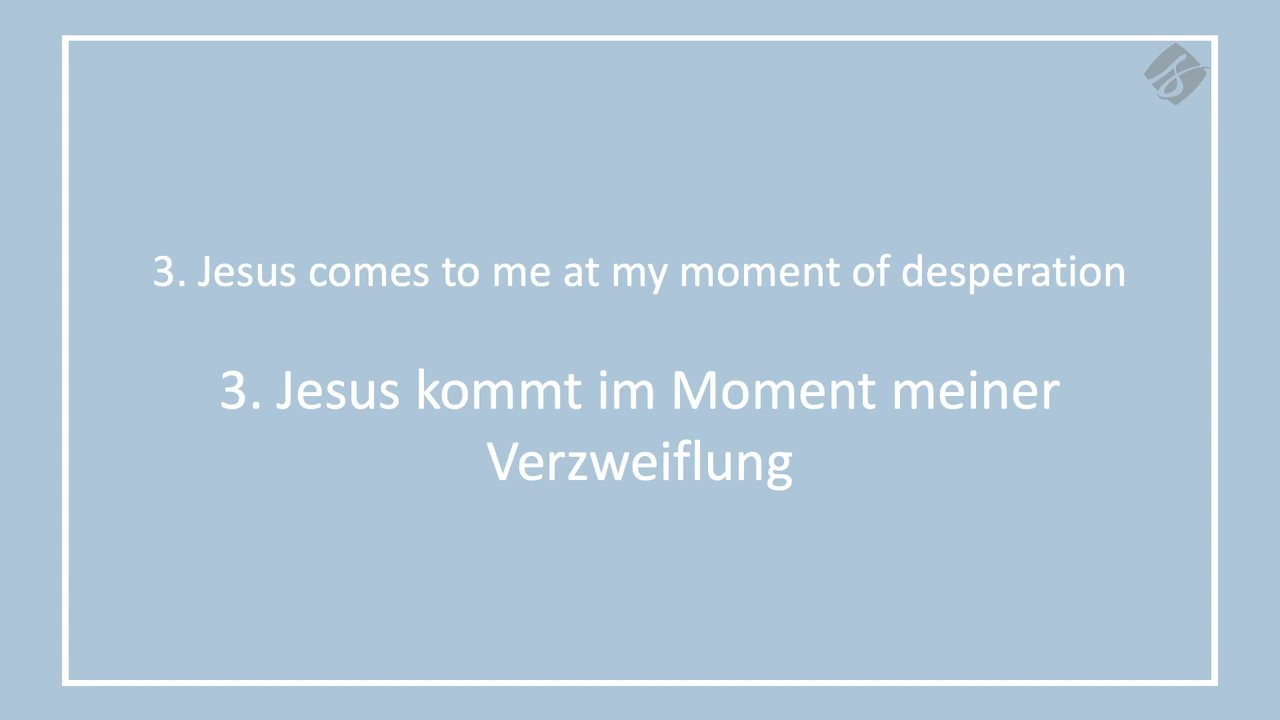 3. Jesus comes to me at my moment of desperation
3. Jesus kommt im Moment meiner
Verzweiflung